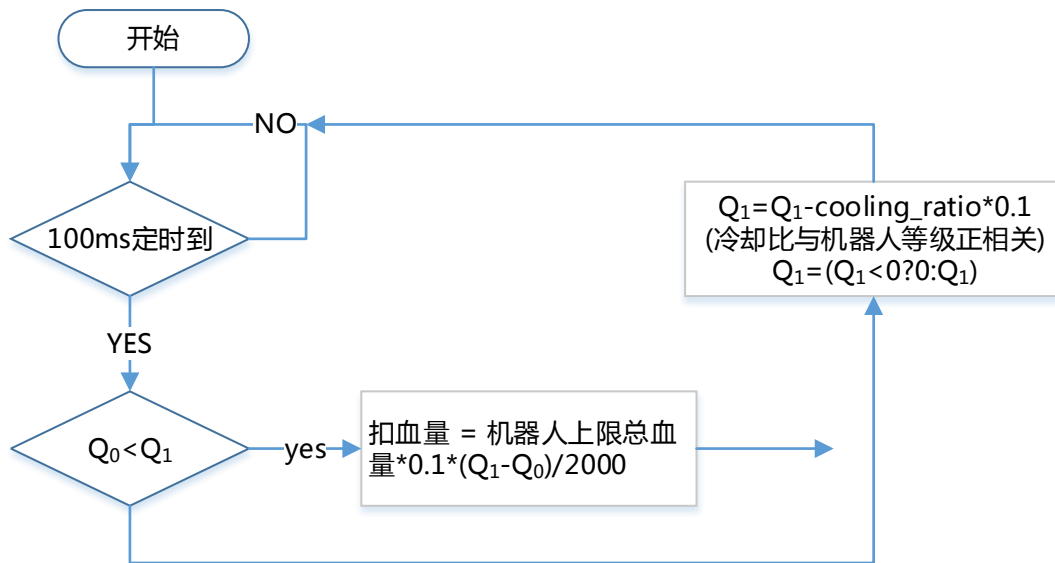 开始
NO
100ms定时到
Q₁=Q₁-cooling_ratio*0.1
(冷却比与机器人等级正相关)
Q₁=(Q₁<0?0:Q₁)
YES
Q₀<Q₁
yes
扣血量 = 机器人上限总血
量*0.1*(Q₁-Q₀)/2000